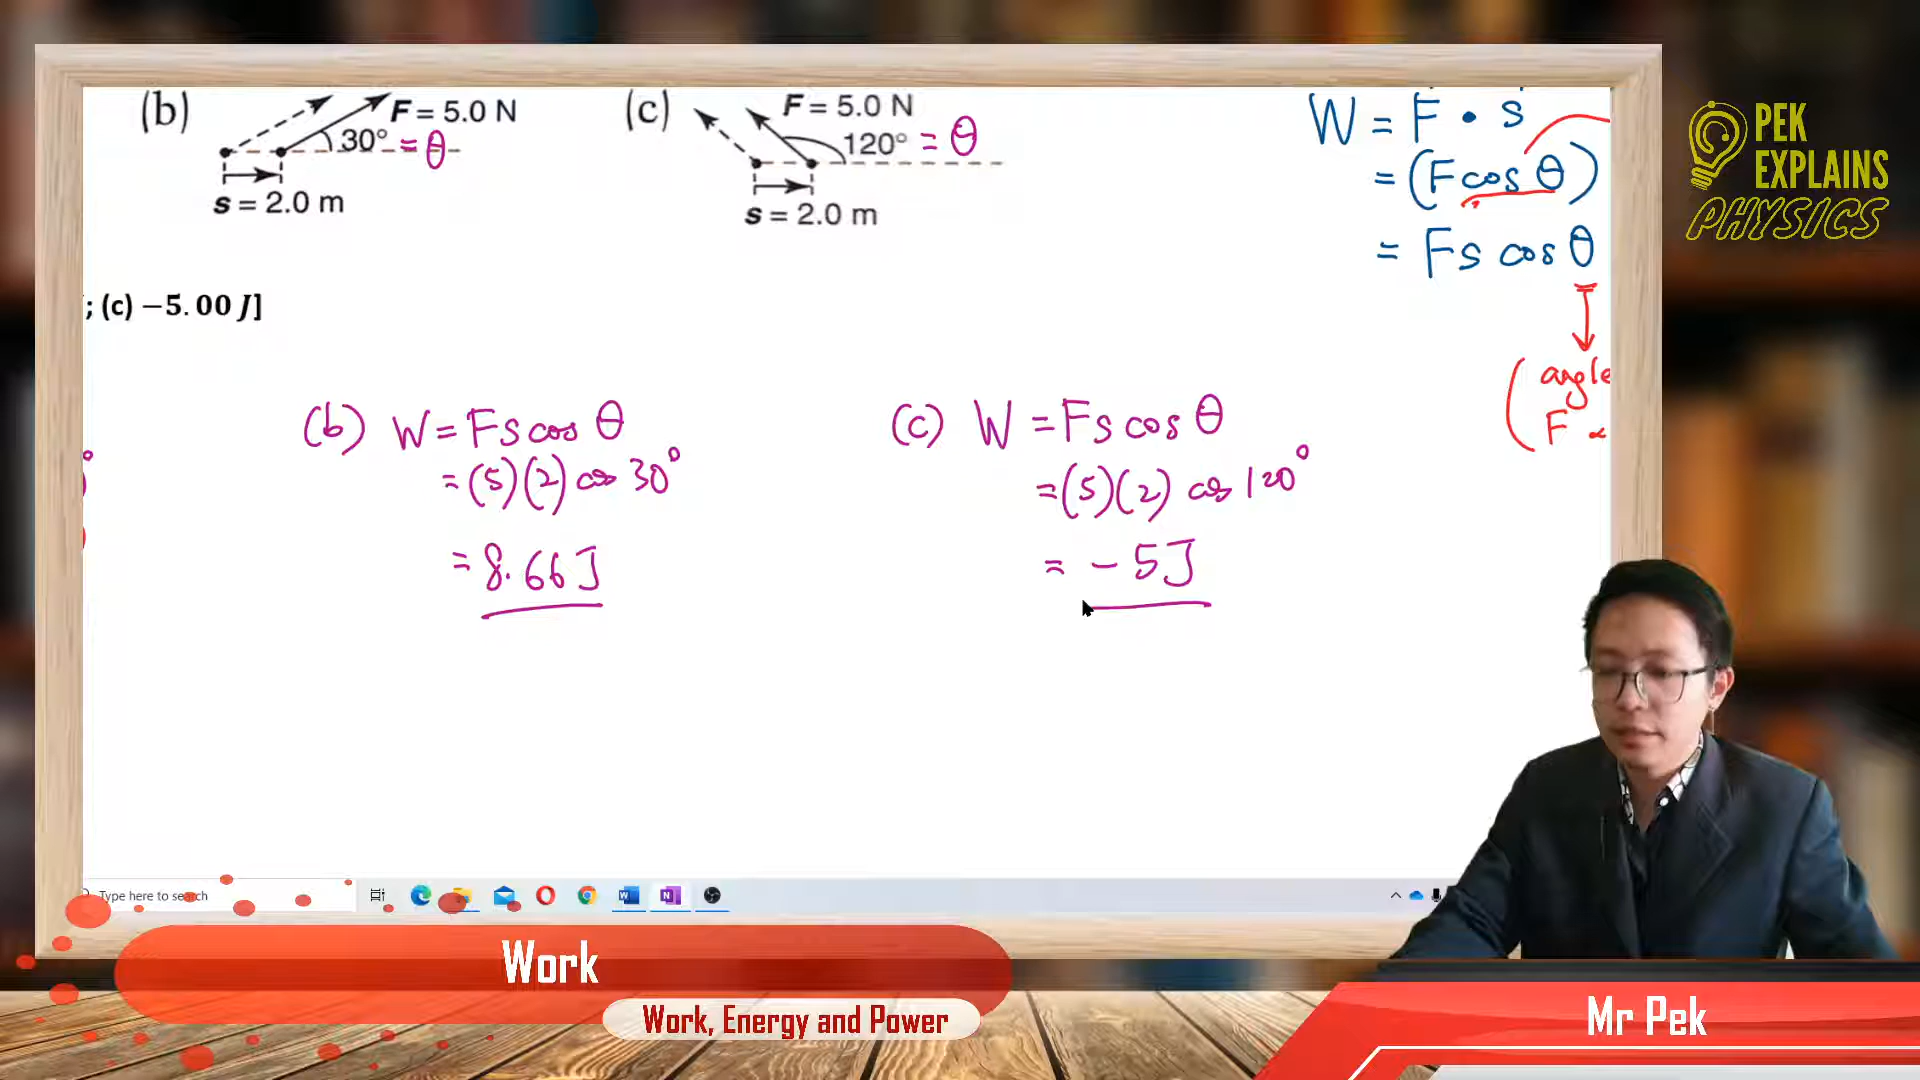 (b)
F = 5.0 N
30° = θ
s = 2.0 m
(c)
F = 5.0 N
120° = θ
s = 2.0 m
W = F • s
= (F cos θ)
= Fs cos θ
(angle
F
; (c) −5.00 J]
(b) W = Fs cos θ
= (5)(2) cos 30°
= 8.66 J
(c) W = Fs cos θ
= (5)(2) cos 120°
= − 5 J
PEK
EXPLAINS
PHYSICS
Type here to search
Work
Work, Energy and Power
Mr Pek